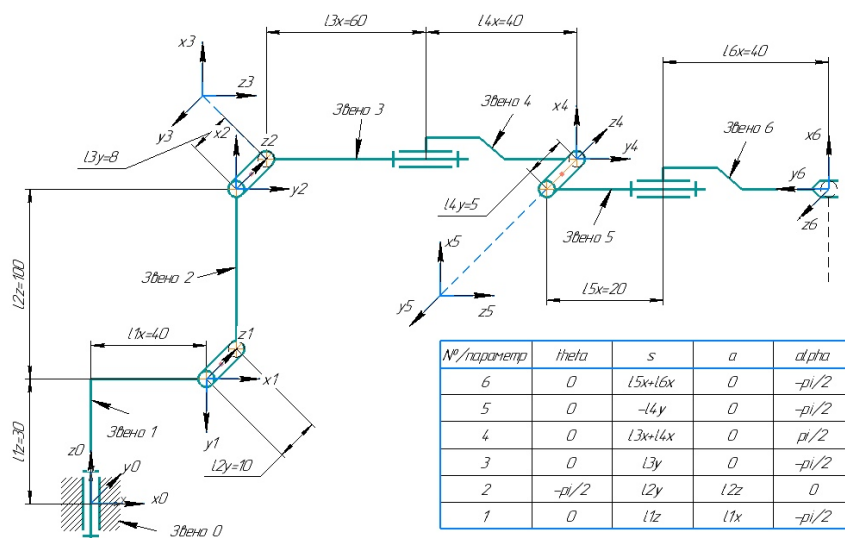 l3x=60
l4x=40
l6x=40
x3
z3
y3
Звено 3
Звено 4
x4
z4
y4
Звено 6
x6
y6
z6
l3y=8
x2
z2
y2
l4y=5
Звено 5
l5x=20
x5
y5
z5
l2z=100
Звено 2
l1x=40
z1
x1
y1
l2y=10
l1z=30
Звено 1
z0
y0
x0
Звено 0
№/параметр theta s a alpha
6 0 l5x+l6x 0 -pi/2
5 0 -l4y 0 -pi/2
4 0 l3x+l4x 0 pi/2
3 0 l3y 0 -pi/2
2 -pi/2 l2y l2z 0
1 0 l1z l1x -pi/2